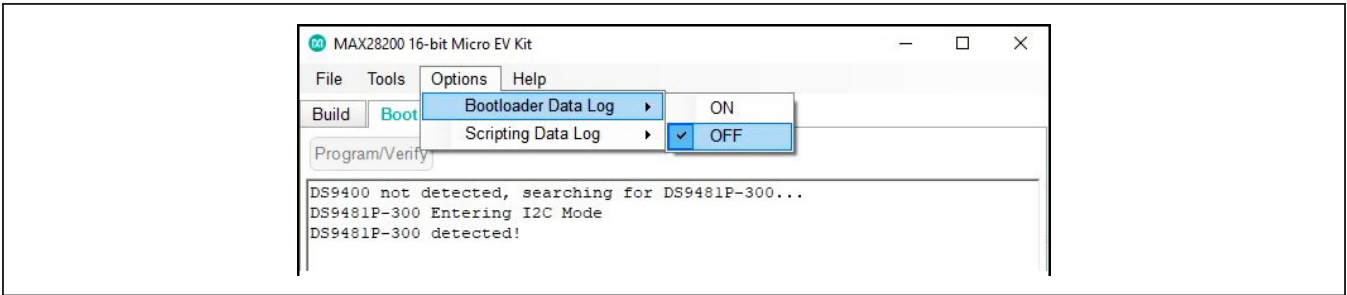 MAX28200 16-bit Micro EV Kit
File Tools Options Help
Build Boot Bootloader Data Log ON
Scripting Data Log OFF
Program/Verify
DS9400 not detected, searching for DS9481P-300...
DS9481P-300 Entering I2C Mode
DS9481P-300 detected!